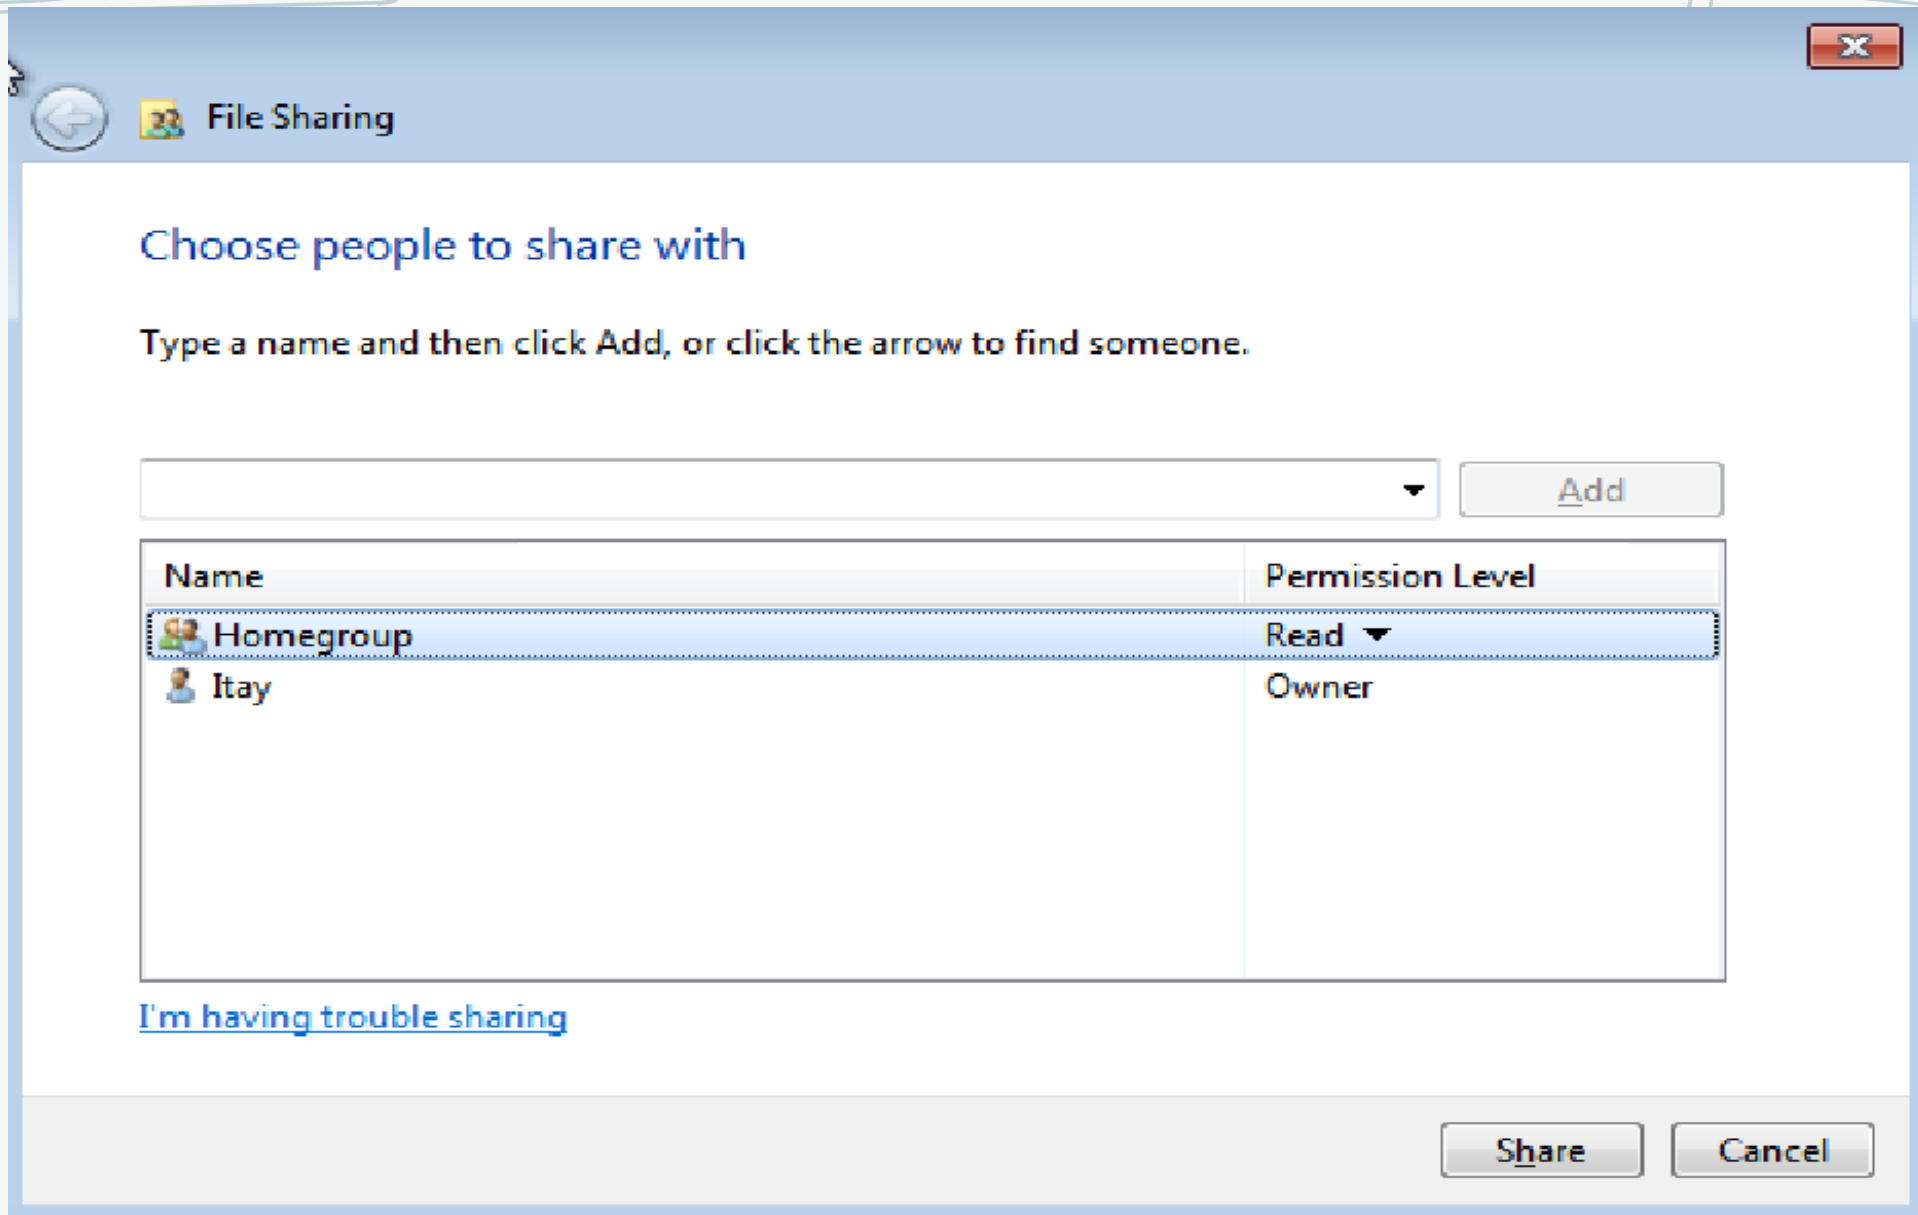 File Sharing
Choose people to share with
Type a name and then click Add, or click the arrow to find someone.
Add
Name Permission Level
Homegroup Read
Itay Owner
I'm having trouble sharing
Share Cancel